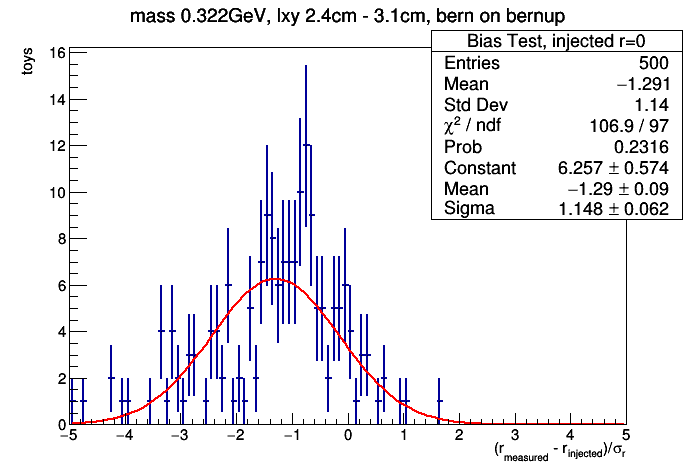 mass 0.322GeV, lxy 2.4cm - 3.1cm, bern on bernup
Bias Test, injected r=0
Entries 500
Mean −1.291
Std Dev 1.14
χ² / ndf 106.9 / 97
Prob 0.2316
Constant 6.257 ± 0.574
Mean −1.29 ± 0.09
Sigma 1.148 ± 0.062
toys
16
14
12
10
8
6
4
2
0
−5 −4 −3 −2 −1 0 1 2 3 4 5
(r_measured - r_injected)/σ_r